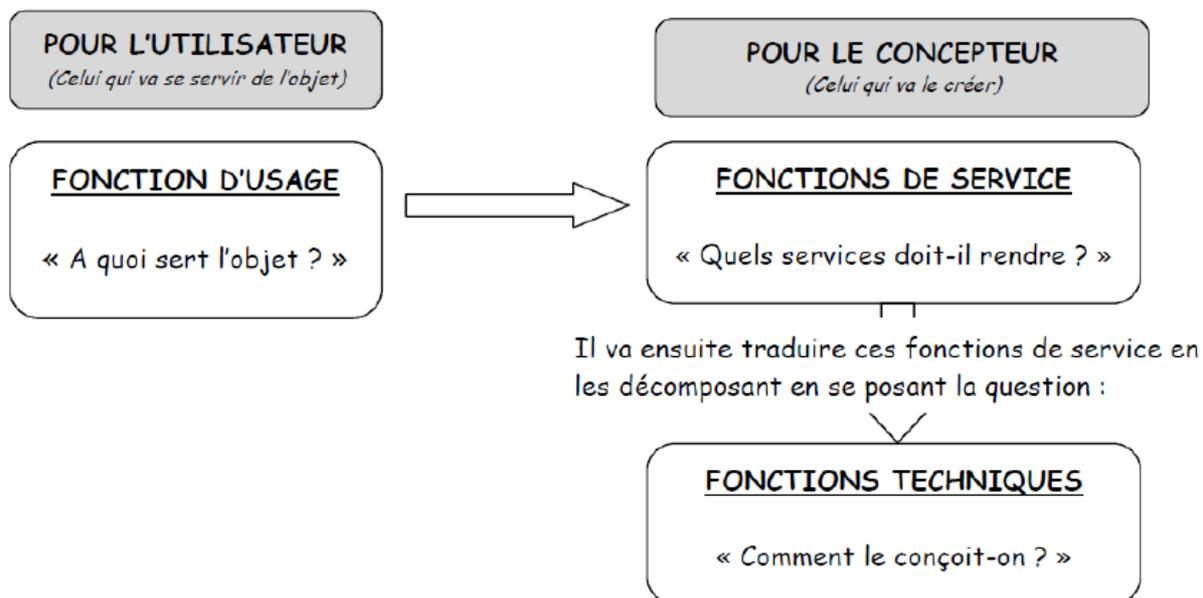 POUR L'UTILISATEUR
(Celui qui va se servir de l'objet)
FONCTION D'USAGE
« A quoi sert l'objet ? »
POUR LE CONCEPTEUR
(Celui qui va le créer)
FONCTIONS DE SERVICE
« Quels services doit-il rendre ? »
Il va ensuite traduire ces fonctions de service en
les décomposant en se posant la question :
FONCTIONS TECHNIQUES
« Comment le conçoit-on ? »